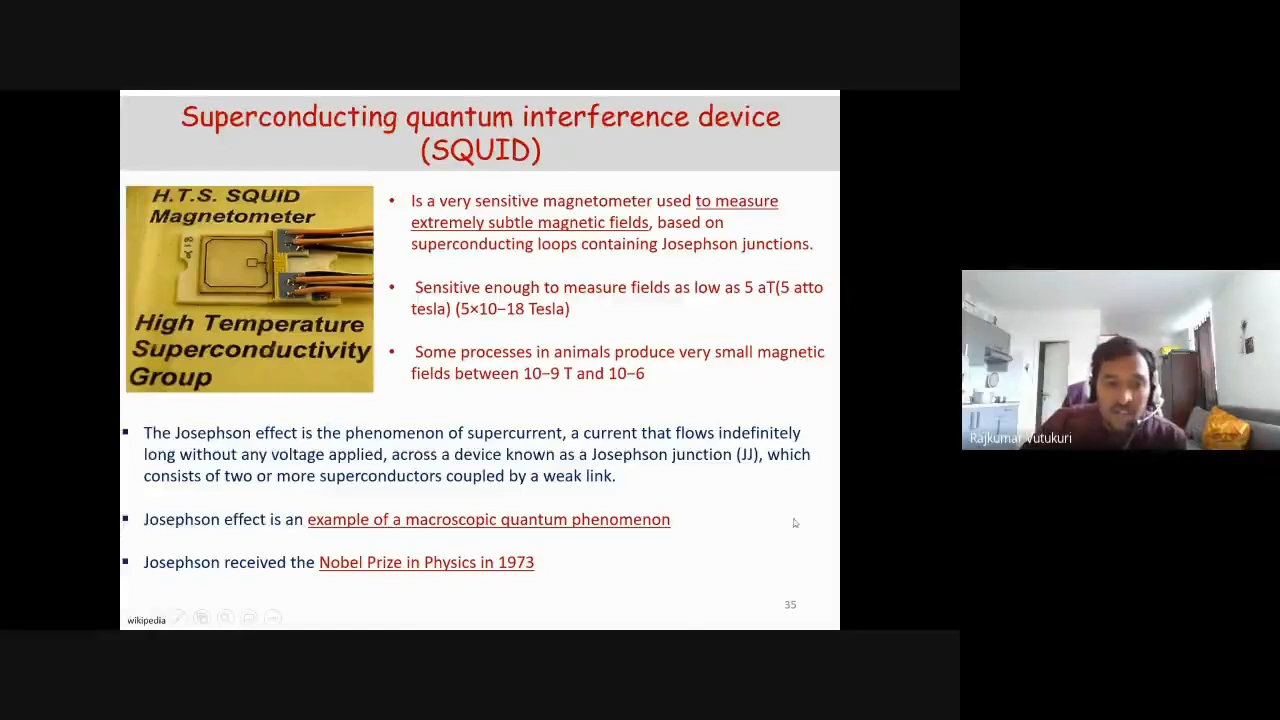 Superconducting quantum interference device
(SQUID)
H.T.S. SQUID
Magnetometer
High Temperature
Superconductivity
Group
• Is a very sensitive magnetometer used to measure
extremely subtle magnetic fields, based on
superconducting loops containing Josephson junctions.
• Sensitive enough to measure fields as low as 5 aT(5 atto
tesla) (5×10−18 Tesla)
• Some processes in animals produce very small magnetic
fields between 10−9 T and 10−6
▪ The Josephson effect is the phenomenon of supercurrent, a current that flows indefinitely
long without any voltage applied, across a device known as a Josephson junction (JJ), which
consists of two or more superconductors coupled by a weak link.
▪ Josephson effect is an example of a macroscopic quantum phenomenon
▪ Josephson received the Nobel Prize in Physics in 1973
35
wikipedia
Rajkumar Vutukuri